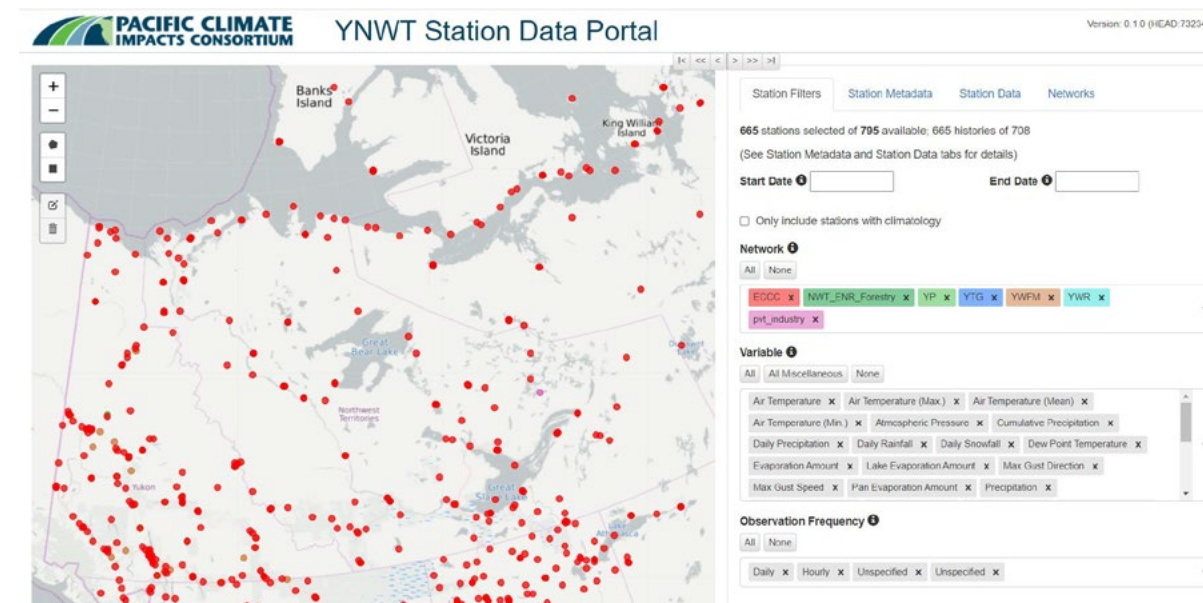 PACIFIC CLIMATE
IMPACTS CONSORTIUM
YNWT Station Data Portal
Version: 0.1.0 (HEAD:7323
|< << < > >> >|
+
−
Banks
Island
Victoria
Island
King William
Island
Great
Bear Lake
Northwest
Territories
Yukon
Great
Slave Lake
Lake
Station Filters Station Metadata Station Data Networks
665 stations selected of 795 available; 665 histories of 708
(See Station Metadata and Station Data tabs for details)
Start Date End Date
Only include stations with climatology
Network
All None
ECCC x NWT_ENR_Forestry x YP x YTG x YWFM x YWR x
pvt_industry x
Variable
All All Miscellaneous None
Air Temperature x Air Temperature (Max.) x Air Temperature (Mean) x
Air Temperature (Min.) x Atmospheric Pressure x Cumulative Precipitation x
Daily Precipitation x Daily Rainfall x Daily Snowfall x Dew Point Temperature x
Evaporation Amount x Lake Evaporation Amount x Max Gust Direction x
Max Gust Speed x Pan Evaporation Amount x Precipitation x
Observation Frequency
All None
Daily x Hourly x Unspecified x Unspecified x